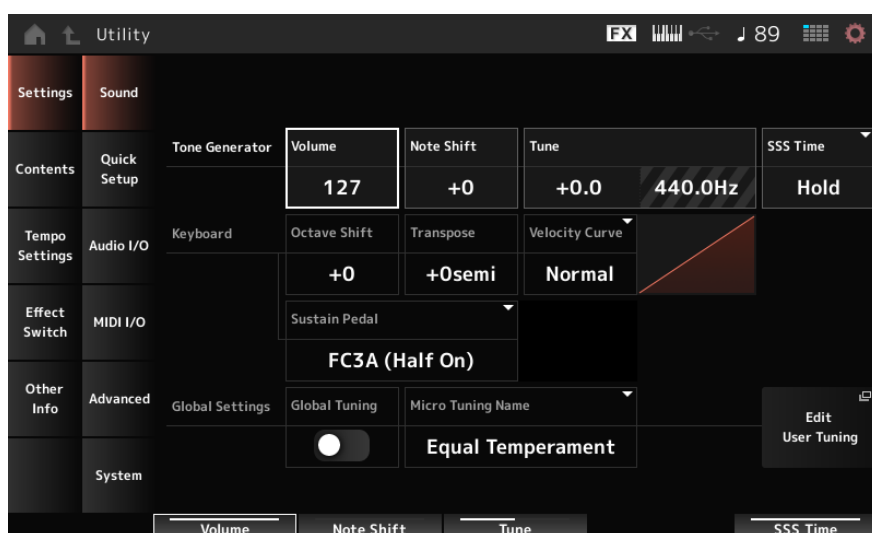 Utility
FX
89
Settings
Sound
Contents
Quick
Setup
Tempo
Settings
Audio I/O
Effect
Switch
MIDI I/O
Other
Info
Advanced
System
Tone Generator
Volume
Note Shift
Tune
SSS Time
127
+0
+0.0
440.0Hz
Hold
Keyboard
Octave Shift
Transpose
Velocity Curve
+0
+0semi
Normal
Sustain Pedal
FC3A (Half On)
Global Settings
Global Tuning
Micro Tuning Name
Equal Temperament
Edit
User Tuning
Volume
Note Shift
Tune
SSS Time